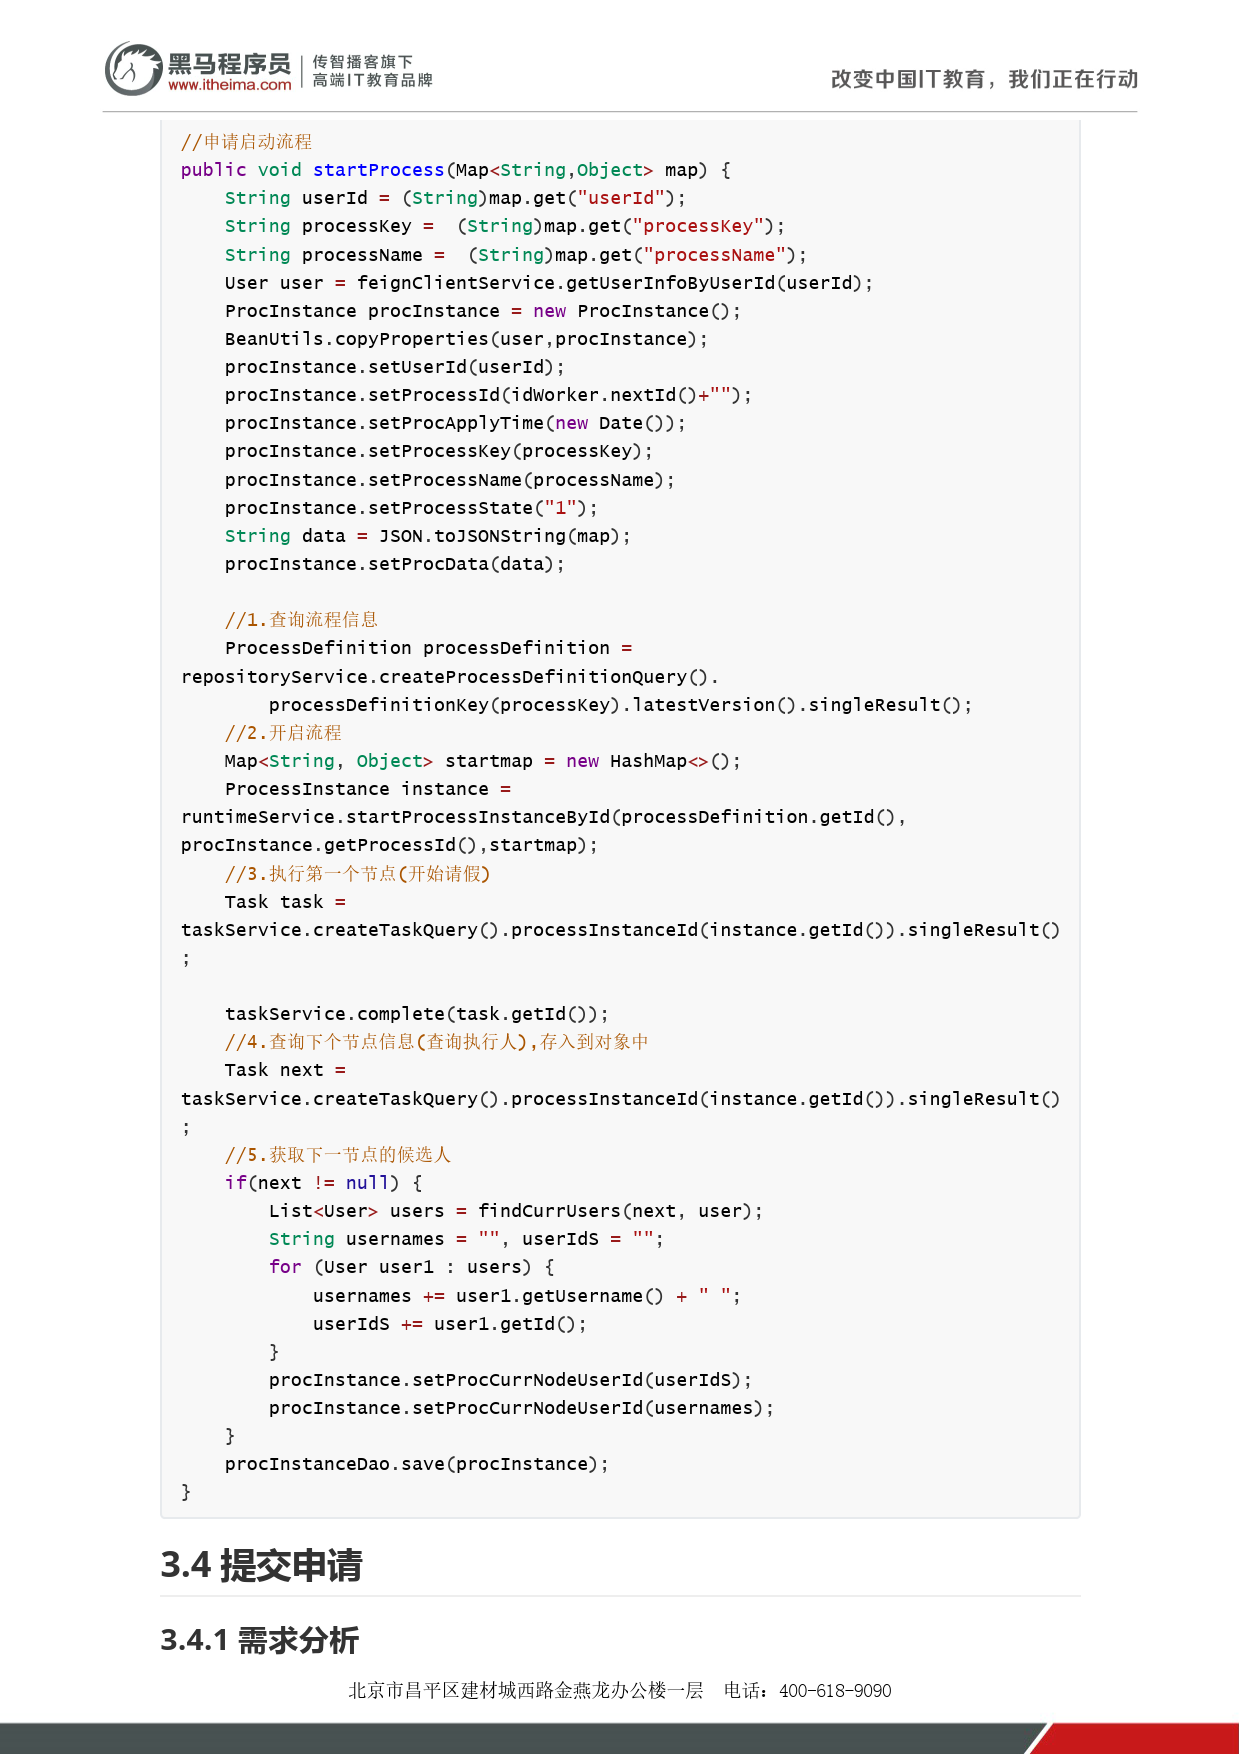 黑马程序员
www.itheima.com
传智播客旗下
高端IT教育品牌
改变中国IT教育，我们正在行动
//申请启动流程
public void startProcess(Map<String,Object> map) {
    String userId = (String)map.get("userId");
    String processKey =  (String)map.get("processKey");
    String processName =  (String)map.get("processName");
    User user = feignClientService.getUserInfoByUserId(userId);
    ProcInstance procInstance = new ProcInstance();
    BeanUtils.copyProperties(user,procInstance);
    procInstance.setUserId(userId);
    procInstance.setProcessId(idWorker.nextId()+"");
    procInstance.setProcApplyTime(new Date());
    procInstance.setProcessKey(processKey);
    procInstance.setProcessName(processName);
    procInstance.setProcessState("1");
    String data = JSON.toJSONString(map);
    procInstance.setProcData(data);
    //1.查询流程信息
    ProcessDefinition processDefinition =
repositoryService.createProcessDefinitionQuery().
        processDefinitionKey(processKey).latestVersion().singleResult();
    //2.开启流程
    Map<String, Object> startmap = new HashMap<>();
    ProcessInstance instance =
runtimeService.startProcessInstanceById(processDefinition.getId(),
procInstance.getProcessId(),startmap);
    //3.执行第一个节点(开始请假)
    Task task =
taskService.createTaskQuery().processInstanceId(instance.getId()).singleResult()
;
    taskService.complete(task.getId());
    //4.查询下个节点信息(查询执行人),存入到对象中
    Task next =
taskService.createTaskQuery().processInstanceId(instance.getId()).singleResult()
;
    //5.获取下一节点的候选人
    if(next != null) {
        List<User> users = findCurrUsers(next, user);
        String usernames = "", userIdS = "";
        for (User user1 : users) {
            usernames += user1.getUsername() + " ";
            userIdS += user1.getId();
        }
        procInstance.setProcCurrNodeUserId(userIdS);
        procInstance.setProcCurrNodeUserId(usernames);
    }
    procInstanceDao.save(procInstance);
}
3.4 提交申请
3.4.1 需求分析
北京市昌平区建材城西路金燕龙办公楼一层    电话：400-618-9090